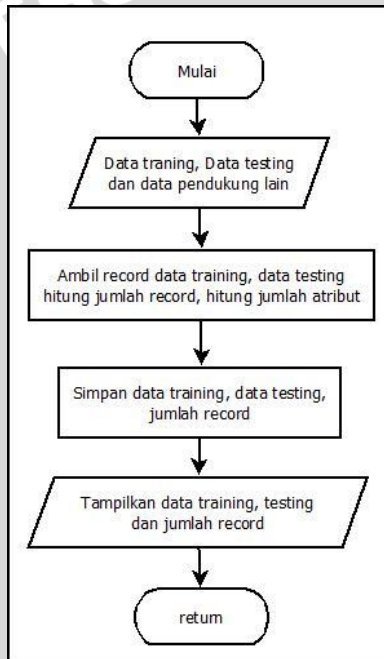 Mulai
Data traning, Data testing
dan data pendukung lain
Ambil record data training, data testing
hitung jumlah record, hitung jumlah atribut
Simpan data training, data testing,
jumlah record
Tampilkan data training, testing
dan jumlah record
return